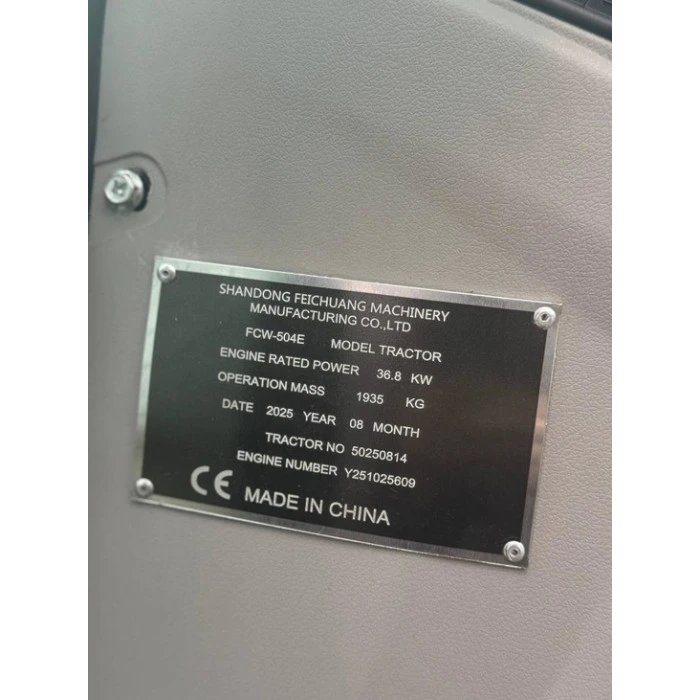 SHANDONG FEICHUANG MACHINERY
MANUFACTURING CO.,LTD
FCW-504E MODEL TRACTOR
ENGINE RATED POWER 36.8 KW
OPERATION MASS 1935 KG
DATE 2025 YEAR 08 MONTH
TRACTOR NO 50250814
ENGINE NUMBER Y251025609
CE MADE IN CHINA